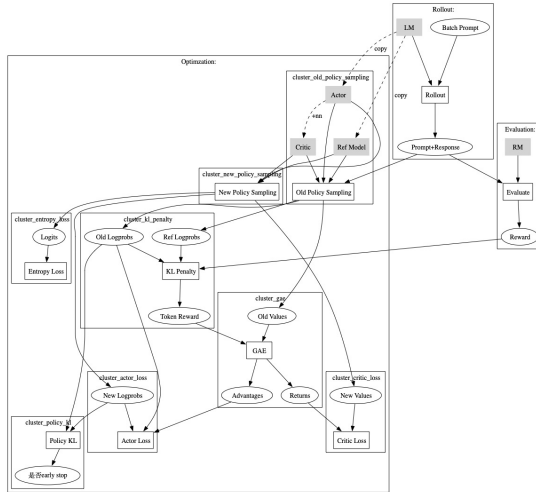 Rollout:
LM
Batch Prompt
copy
Optimzation:
cluster_old_policy_sampling
Actor
copy
Rollout
+nn
Evaluation:
Critic
Ref Model
Prompt+Response
RM
cluster_new_policy_sampling
New Policy Sampling
Old Policy Sampling
Evaluate
cluster_entropy_loss
cluster_kl_penalty
Logits
Old Logprobs
Ref Logprobs
Reward
Entropy Loss
KL Penalty
cluster_gae
Token Reward
Old Values
GAE
cluster_actor_loss
cluster_critic_loss
New Logprobs
Advantages
Returns
New Values
cluster_policy_kl
Policy KL
Actor Loss
Critic Loss
是否early stop